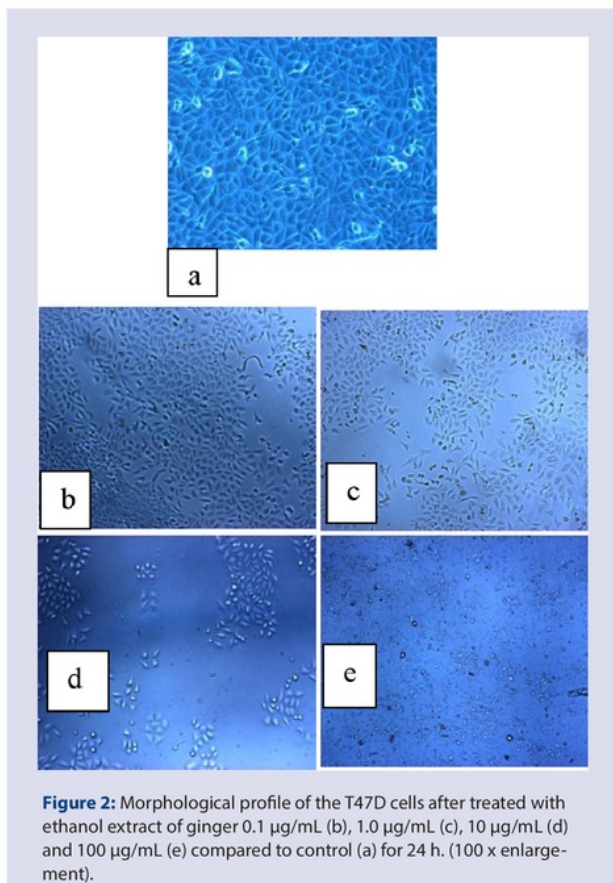 a
b
c
d
e
Figure 2: Morphological profile of the T47D cells after treated with
ethanol extract of ginger 0.1 µg/mL (b), 1.0 µg/mL (c), 10 µg/mL (d)
and 100 µg/mL (e) compared to control (a) for 24 h. (100 x enlarge-
ment).